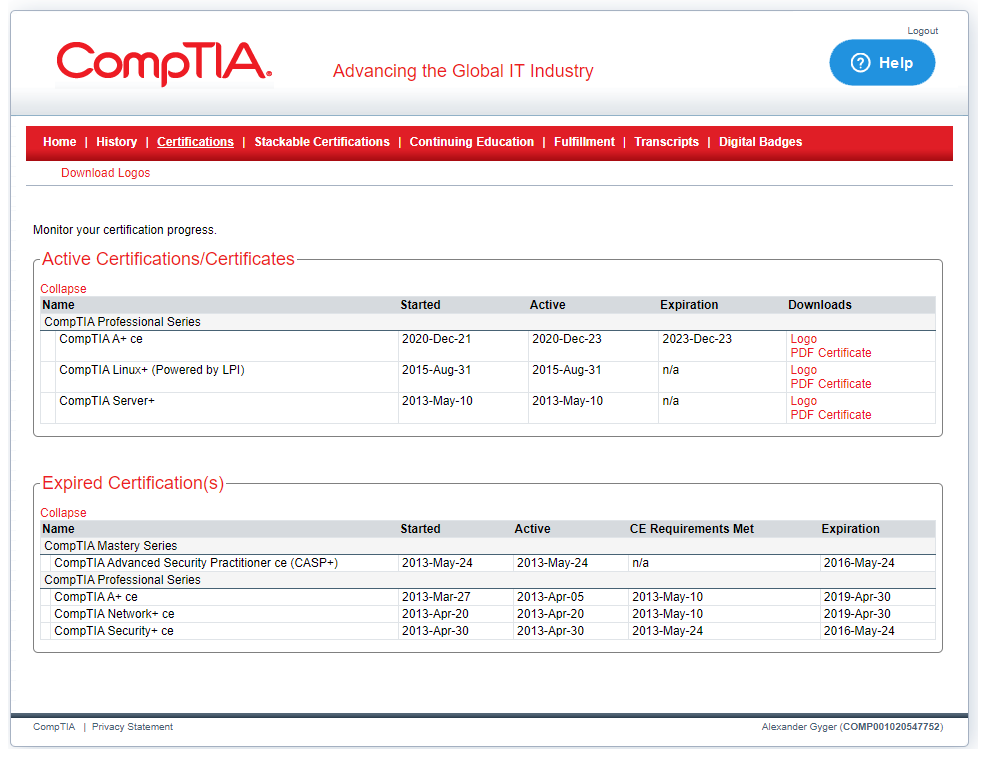 Logout
CompTIA.
Advancing the Global IT Industry
? Help
Home | History | Certifications | Stackable Certifications | Continuing Education | Fulfillment | Transcripts | Digital Badges
Download Logos
Monitor your certification progress.
Active Certifications/Certificates
Collapse
Name Started Active Expiration Downloads
CompTIA Professional Series
CompTIA A+ ce 2020-Dec-21 2020-Dec-23 2023-Dec-23 Logo
PDF Certificate
CompTIA Linux+ (Powered by LPI) 2015-Aug-31 2015-Aug-31 n/a Logo
PDF Certificate
CompTIA Server+ 2013-May-10 2013-May-10 n/a Logo
PDF Certificate
Expired Certification(s)
Collapse
Name Started Active CE Requirements Met Expiration
CompTIA Mastery Series
CompTIA Advanced Security Practitioner ce (CASP+) 2013-May-24 2013-May-24 n/a 2016-May-24
CompTIA Professional Series
CompTIA A+ ce 2013-Mar-27 2013-Apr-05 2013-May-10 2019-Apr-30
CompTIA Network+ ce 2013-Apr-20 2013-Apr-20 2013-May-10 2019-Apr-30
CompTIA Security+ ce 2013-Apr-30 2013-Apr-30 2013-May-24 2016-May-24
CompTIA | Privacy Statement Alexander Gyger (COMP001020547752)